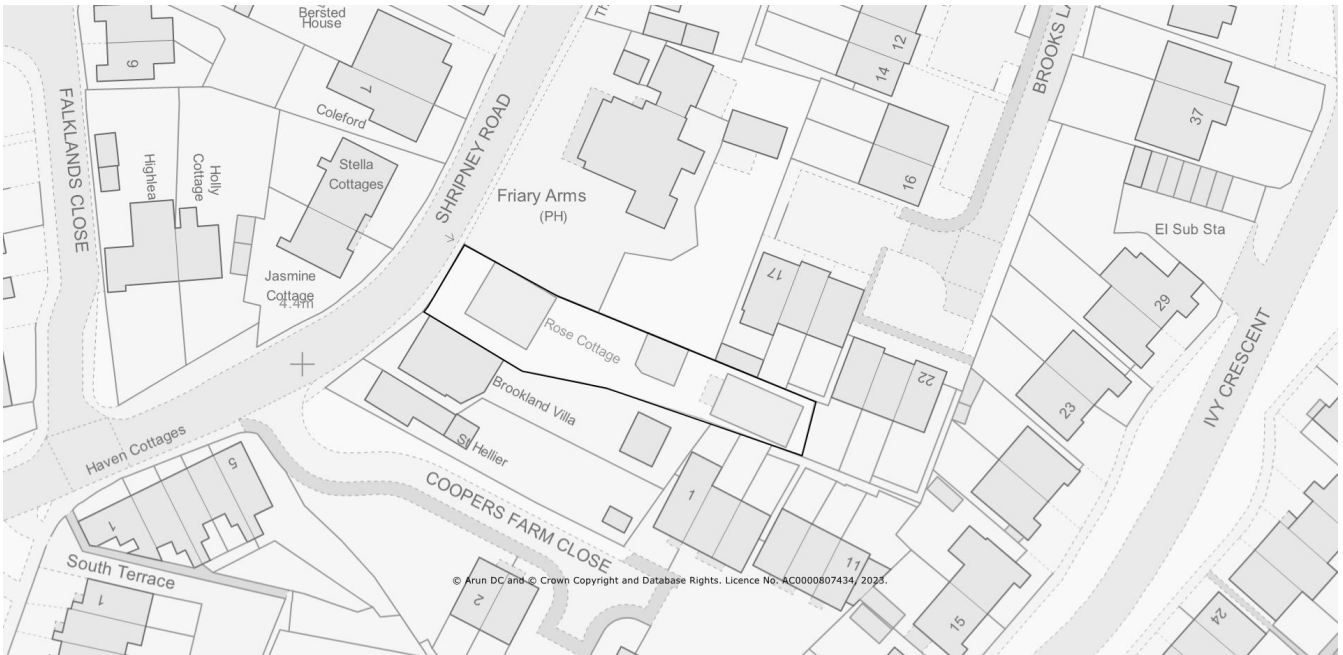 Bersted
House
9
7
Coleford
FALKLANDS CLOSE
Highlea
Holly
Cottage
Stella
Cottages
Jasmine
Cottage
4.4m
SHRIPNEY ROAD
Friary Arms
(PH)
12
14
16
17
22
BROOKS
37
El Sub Sta
29
23
IVY CRESCENT
Rose Cottage
Brookland Villa
St Hellier
COOPERS FARM CLOSE
Haven Cottages
5
1
South Terrace
1
2
1
11
15
24
© Arun DC and © Crown Copyright and Database Rights. Licence No. AC0000807434, 2023.